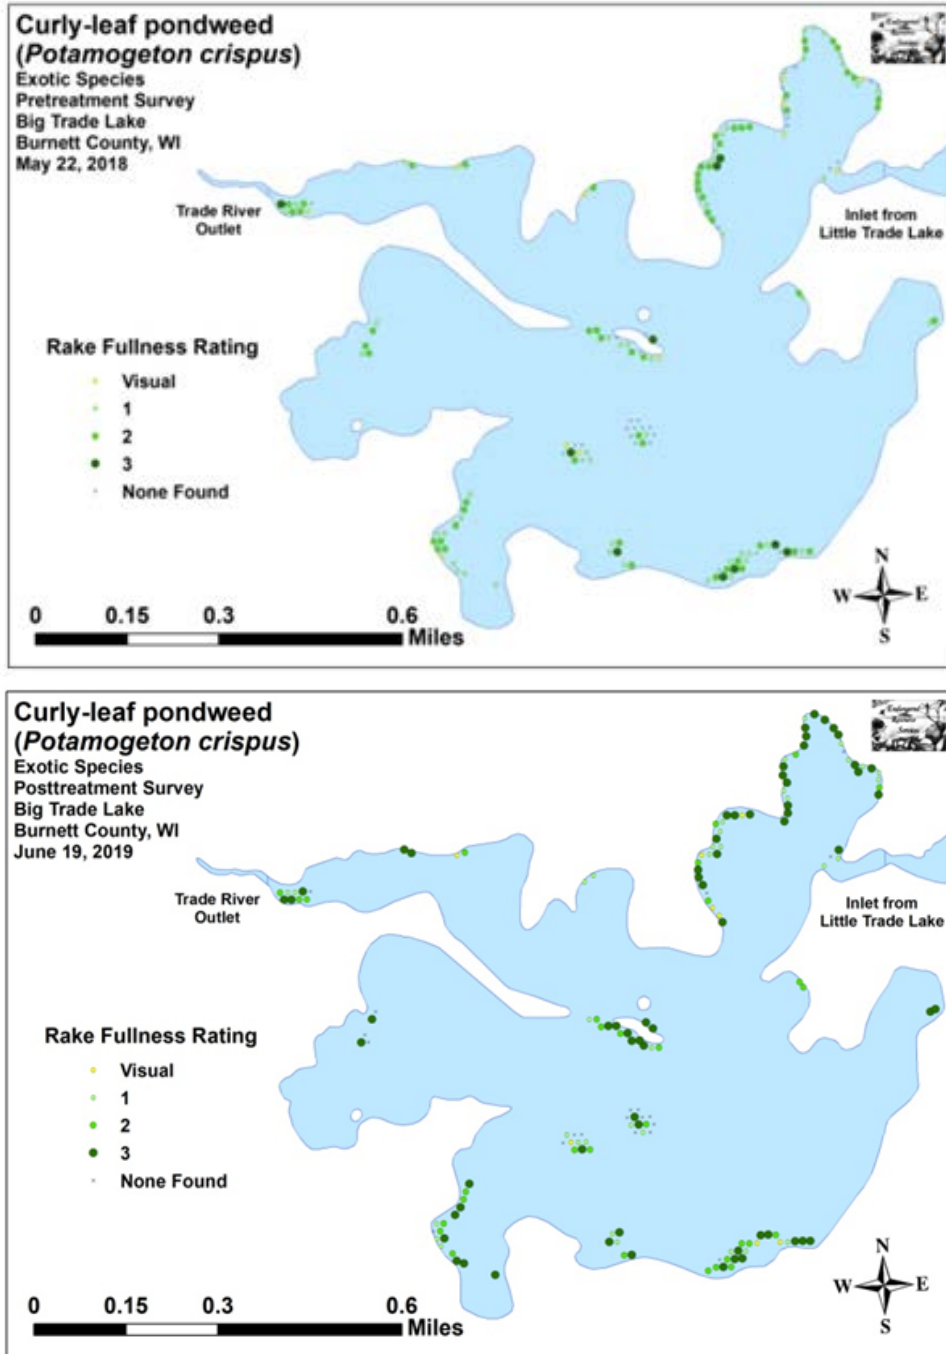 Curly-leaf pondweed
(Potamogeton crispus)
Exotic Species
Pretreatment Survey
Big Trade Lake
Burnett County, WI
May 22, 2018
Trade River
Outlet
Inlet from
Little Trade Lake
Rake Fullness Rating
Visual
1
2
3
None Found
0 0.15 0.3 0.6
Miles
N
W E
S
Curly-leaf pondweed
(Potamogeton crispus)
Exotic Species
Posttreatment Survey
Big Trade Lake
Burnett County, WI
June 19, 2019
Trade River
Outlet
Inlet from
Little Trade Lake
Rake Fullness Rating
Visual
1
2
3
None Found
0 0.15 0.3 0.6
Miles
N
W E
S